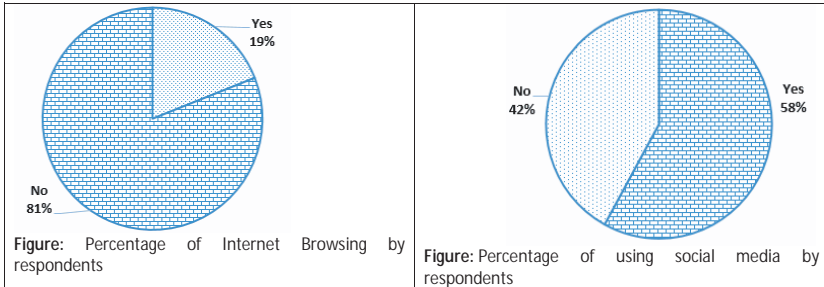 Yes
19%
No
81%
Figure: Percentage of Internet Browsing by
respondents
No
42%
Yes
58%
Figure: Percentage of using social media by
respondents